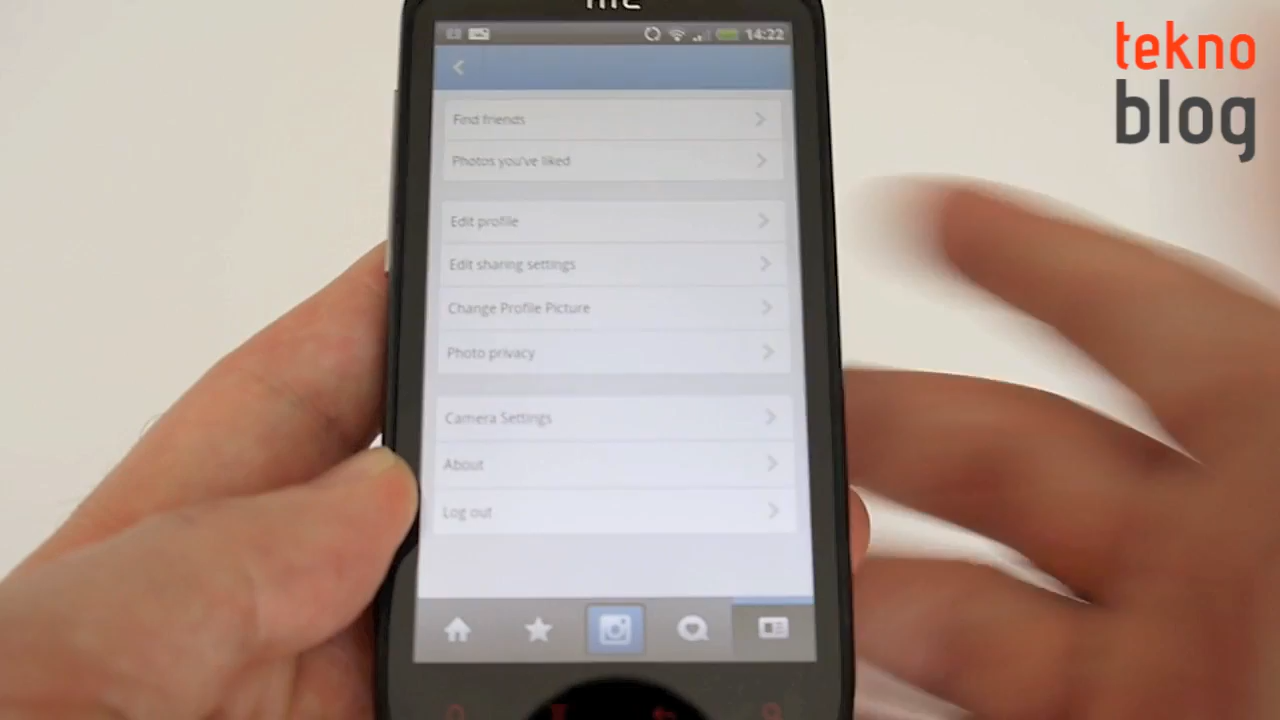 hTC
14:22
tekno
blog
Find friends
Photos you've liked
Edit profile
Edit sharing settings
Change Profile Picture
Photo privacy
Camera Settings
About
Log out